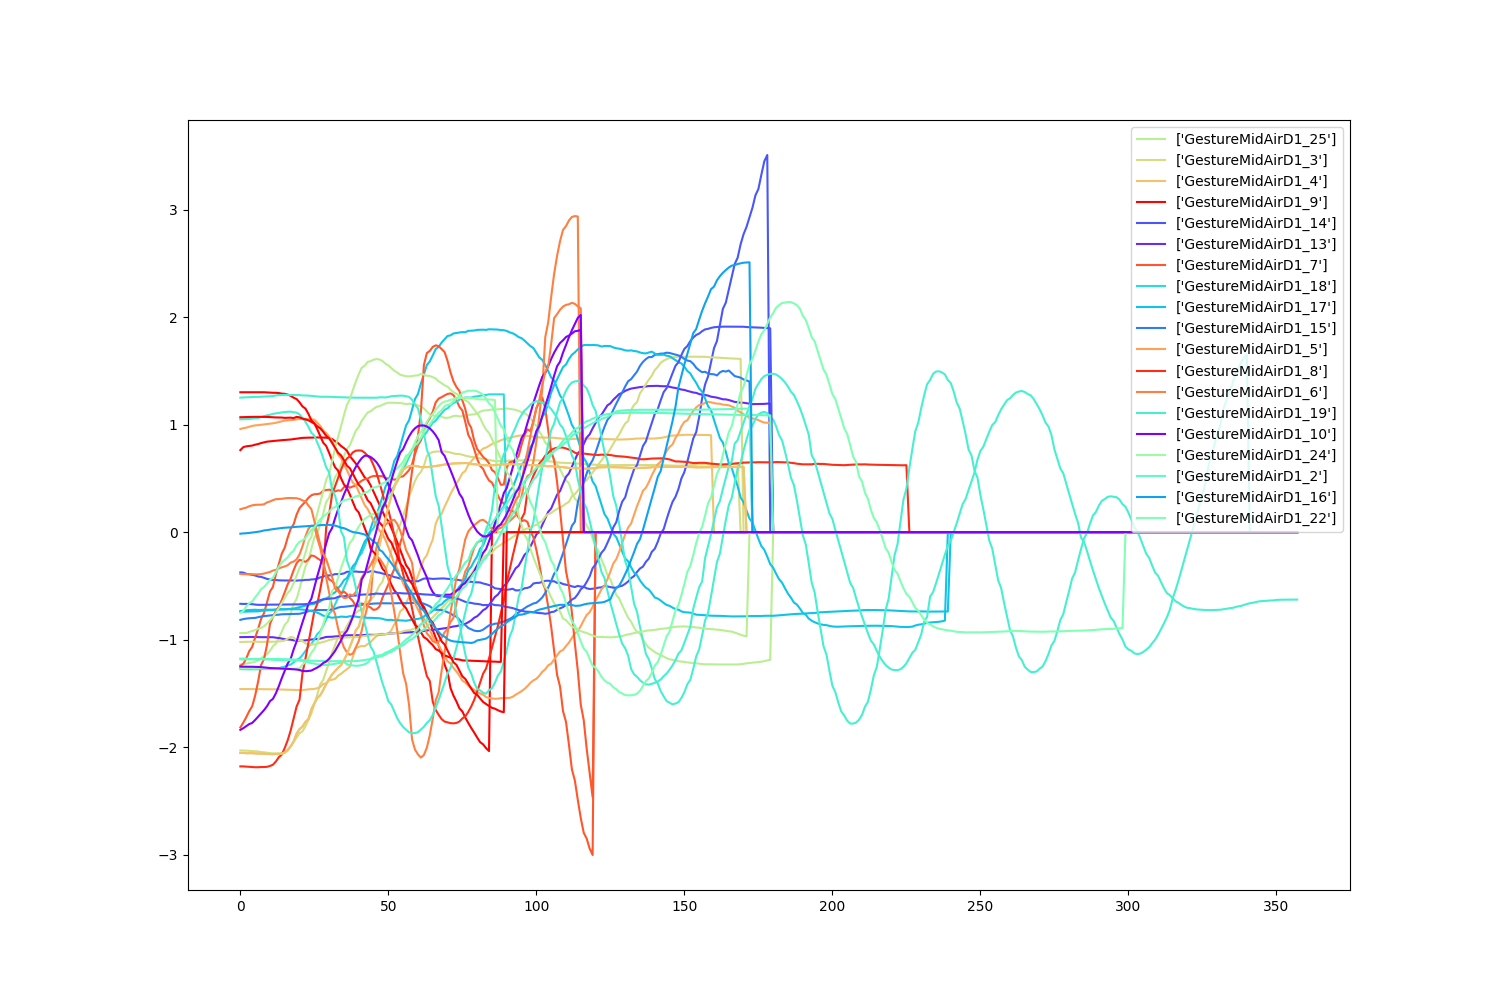 ['GestureMidAirD1_25']
['GestureMidAirD1_3']
['GestureMidAirD1_4']
['GestureMidAirD1_9']
['GestureMidAirD1_14']
['GestureMidAirD1_13']
['GestureMidAirD1_7']
['GestureMidAirD1_18']
['GestureMidAirD1_17']
['GestureMidAirD1_15']
['GestureMidAirD1_5']
['GestureMidAirD1_8']
['GestureMidAirD1_6']
['GestureMidAirD1_19']
['GestureMidAirD1_10']
['GestureMidAirD1_24']
['GestureMidAirD1_2']
['GestureMidAirD1_16']
['GestureMidAirD1_22']
3
2
1
0
−1
−2
−3
0 50 100 150 200 250 300 350